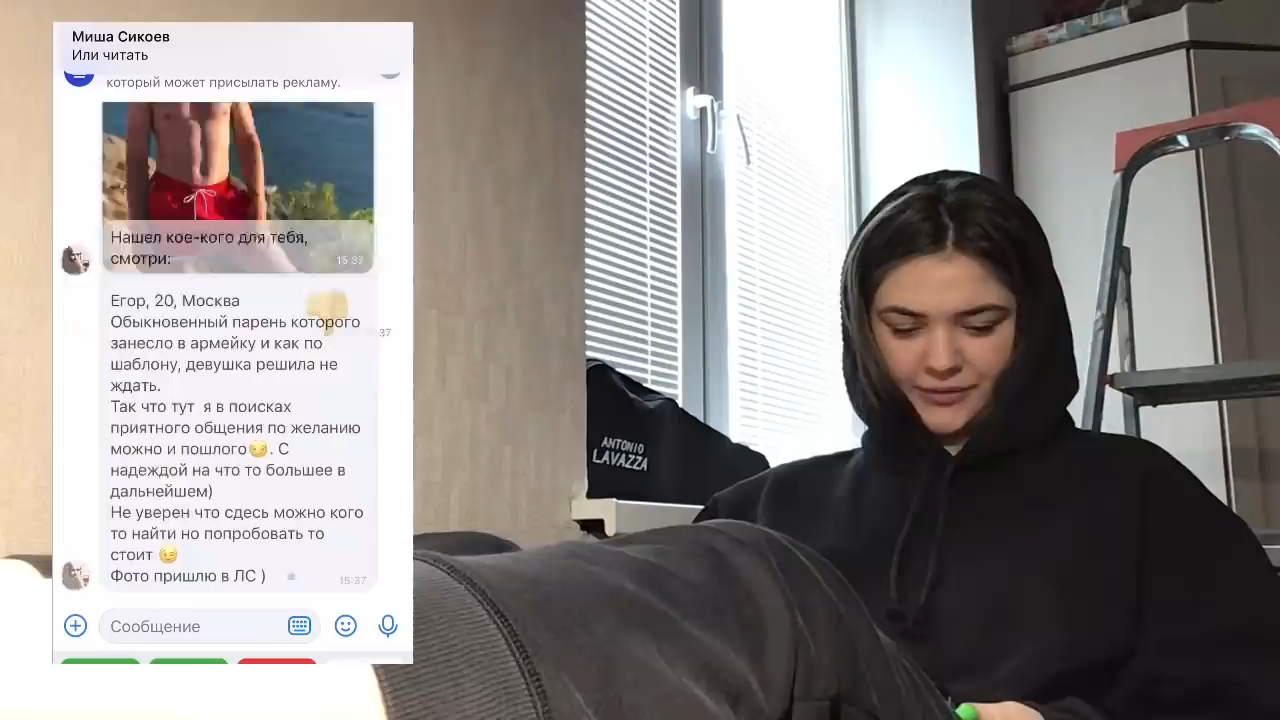 Миша Сикоев
Или читать
который может присылать рекламу.
Нашел кое-кого для тебя,
смотри:
15:37
Егор, 20, Москва
Обыкновенный парень которого
37
занесло в армейку и как по
шаблону, девушка решила не
ждать.
Так что тут я в поисках
приятного общения по желанию
можно и пошлого😏. С
надеждой на что то большее в
дальнейшем)
Не уверен что сдесь можно кого
то найти но попробовать то
стоит 😉
Фото пришлю в ЛС )
15:37
Сообщение
ANTONIO
LAVAZZA